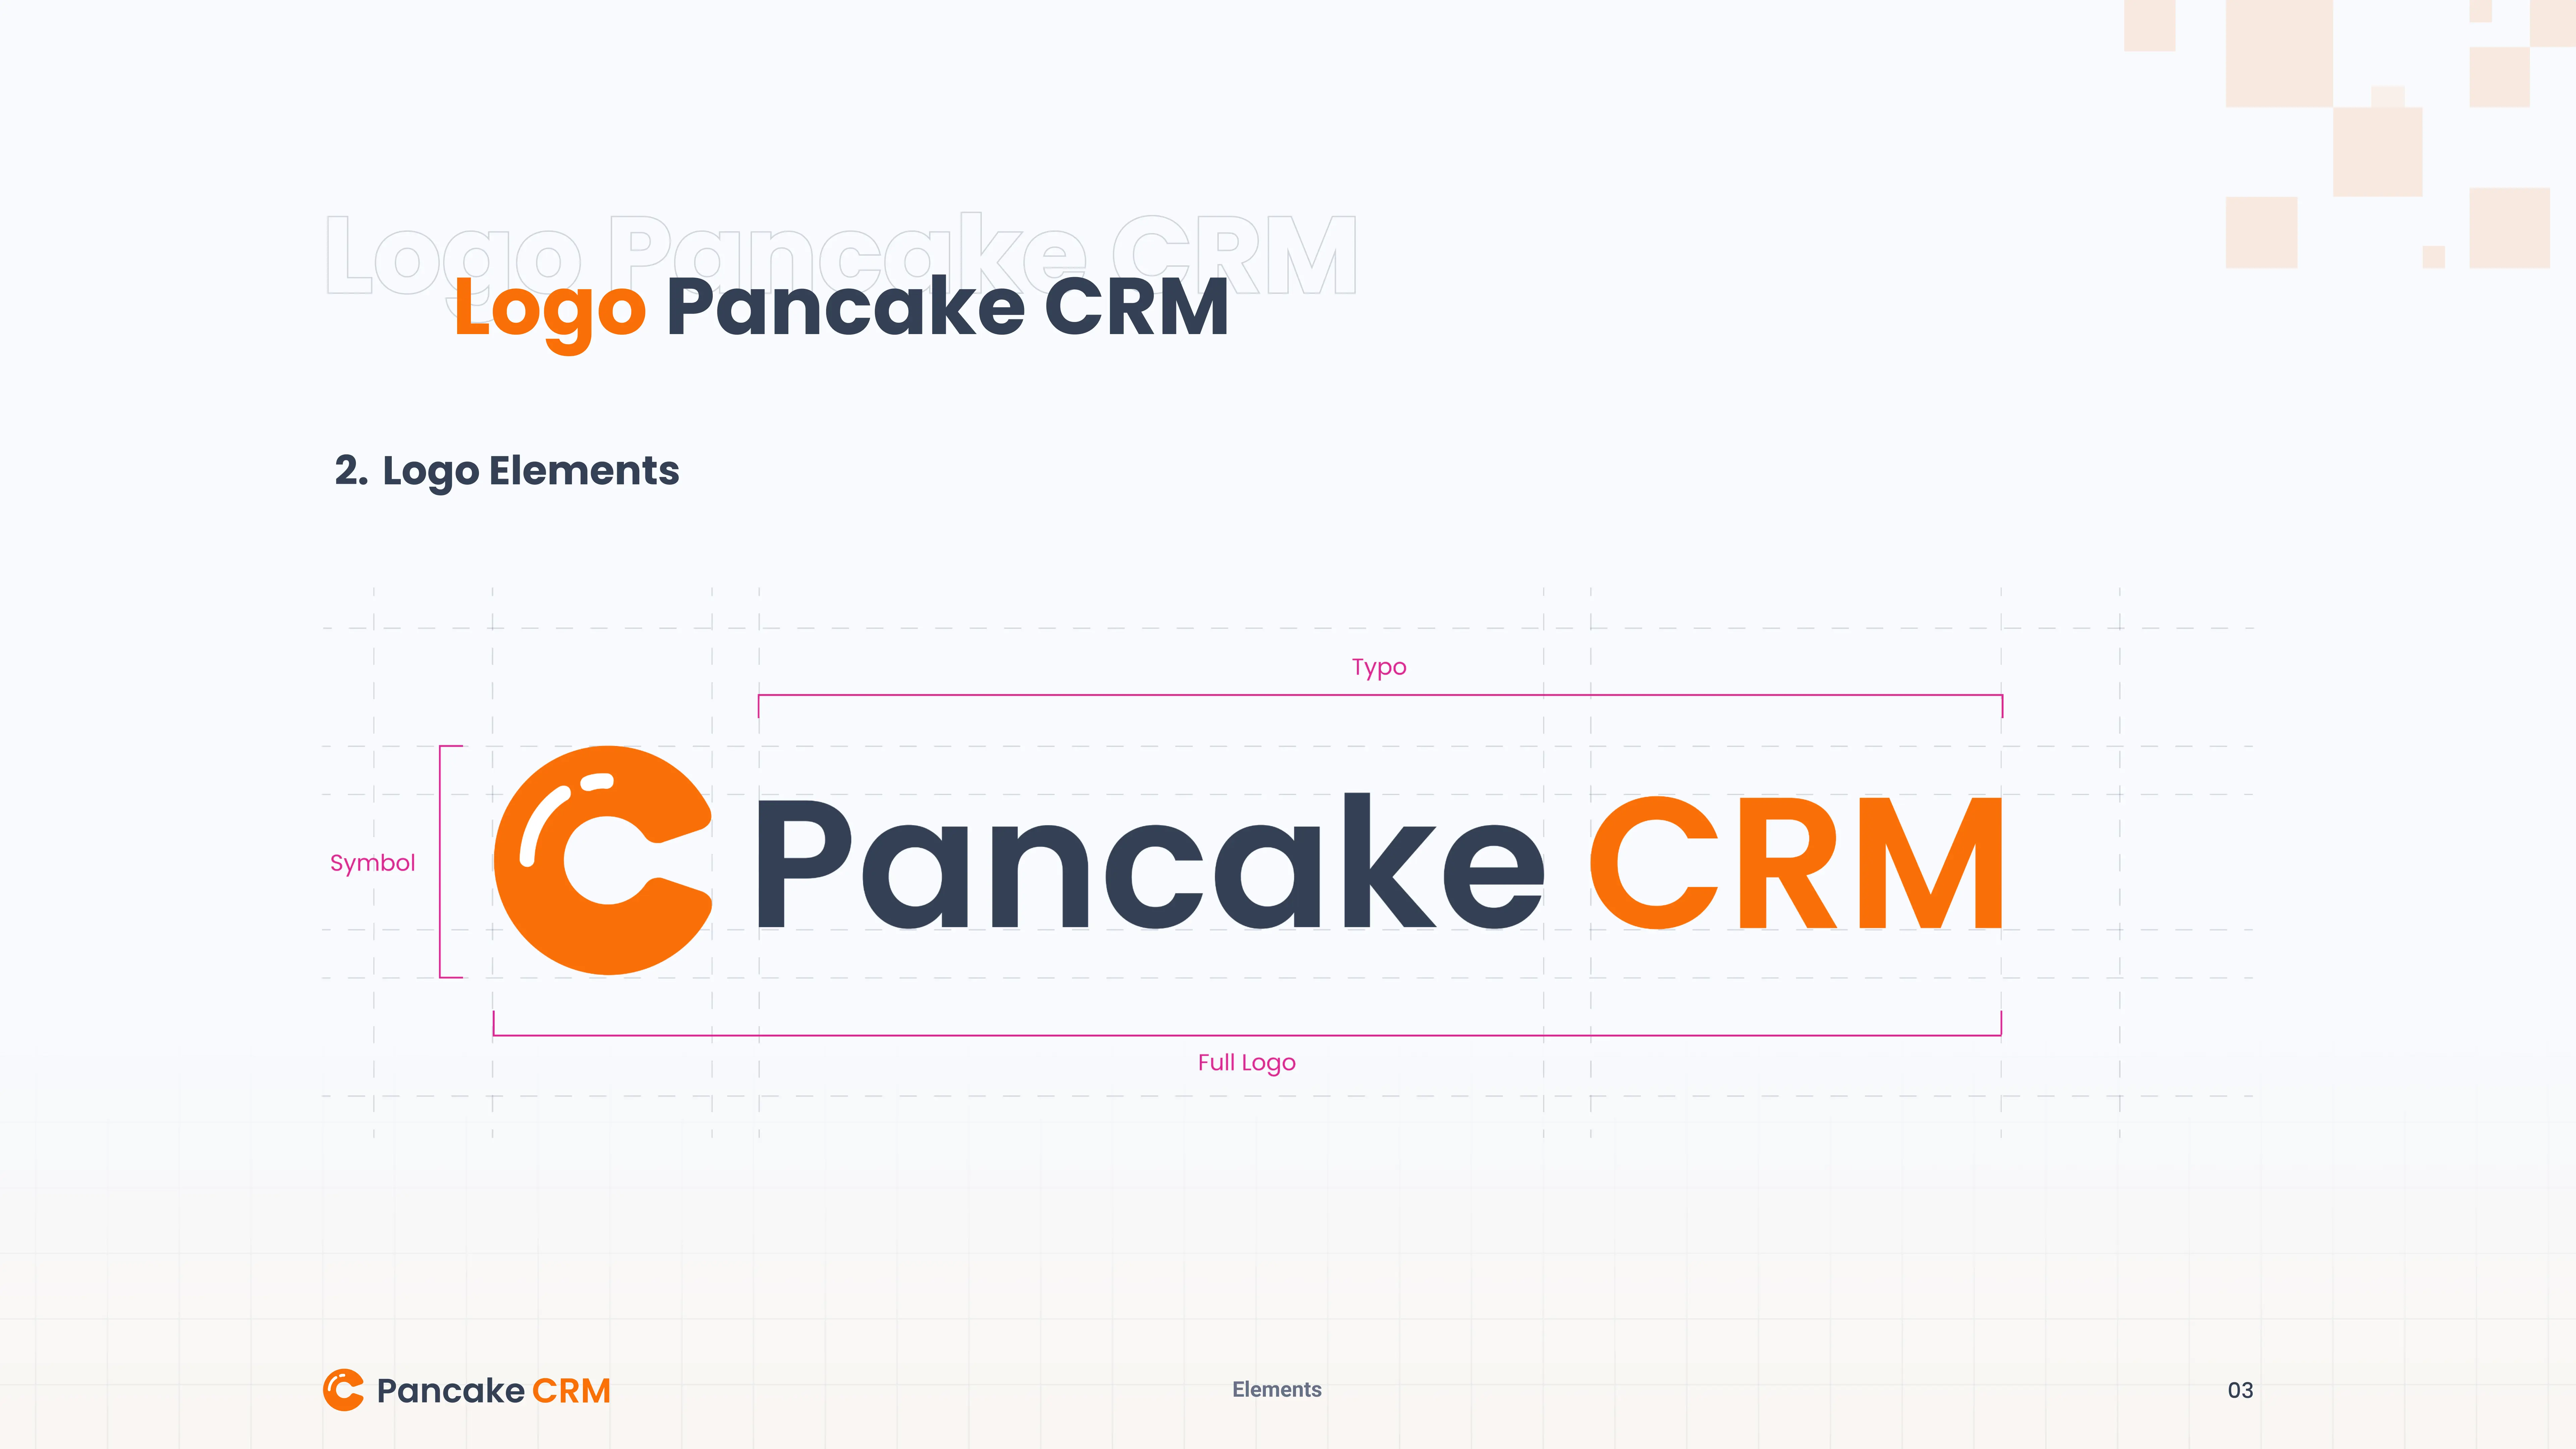 Logo Pancake CRM
Logo Pancake CRM
2. Logo Elements
Typo
Symbol
Pancake CRM
Full Logo
Pancake CRM
Elements
03